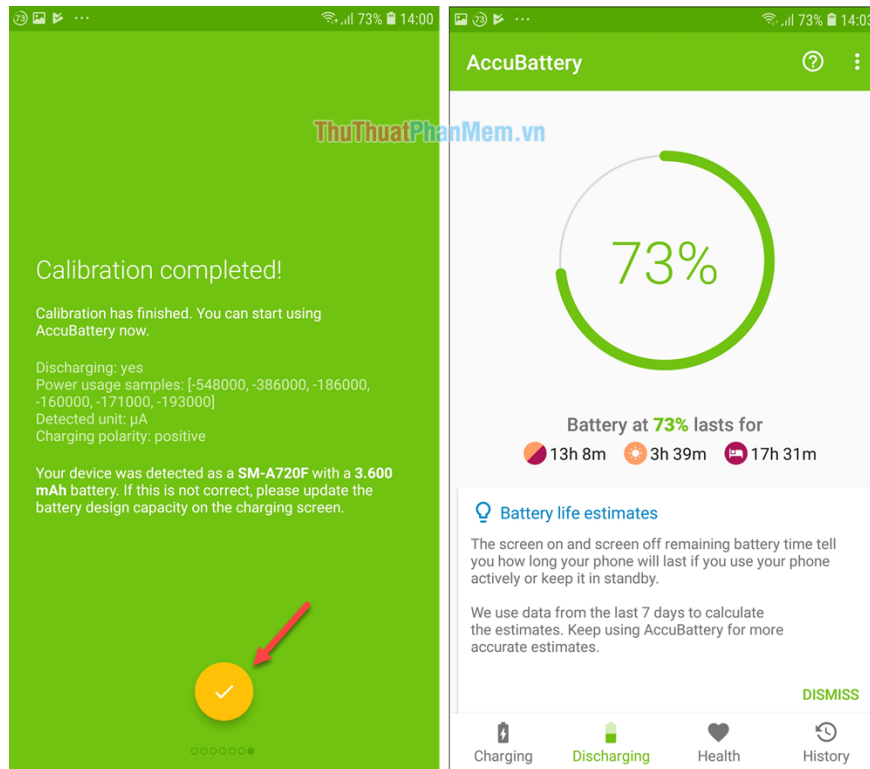 73 73% 14:00
Calibration completed!
Calibration has finished. You can start using
AccuBattery now.
Discharging: yes
Power usage samples: [-548000, -386000, -186000,
-160000, -171000, -193000]
Detected unit: µA
Charging polarity: positive
Your device was detected as a SM-A720F with a 3.600
mAh battery. If this is not correct, please update the
battery design capacity on the charging screen.
ThuThuatPhanMem.vn
73 73% 14:03
AccuBattery
73%
Battery at 73% lasts for
13h 8m 3h 39m 17h 31m
Battery life estimates
The screen on and screen off remaining battery time tell
you how long your phone will last if you use your phone
actively or keep it in standby.
We use data from the last 7 days to calculate
the estimates. Keep using AccuBattery for more
accurate estimates.
DISMISS
Charging Discharging Health History